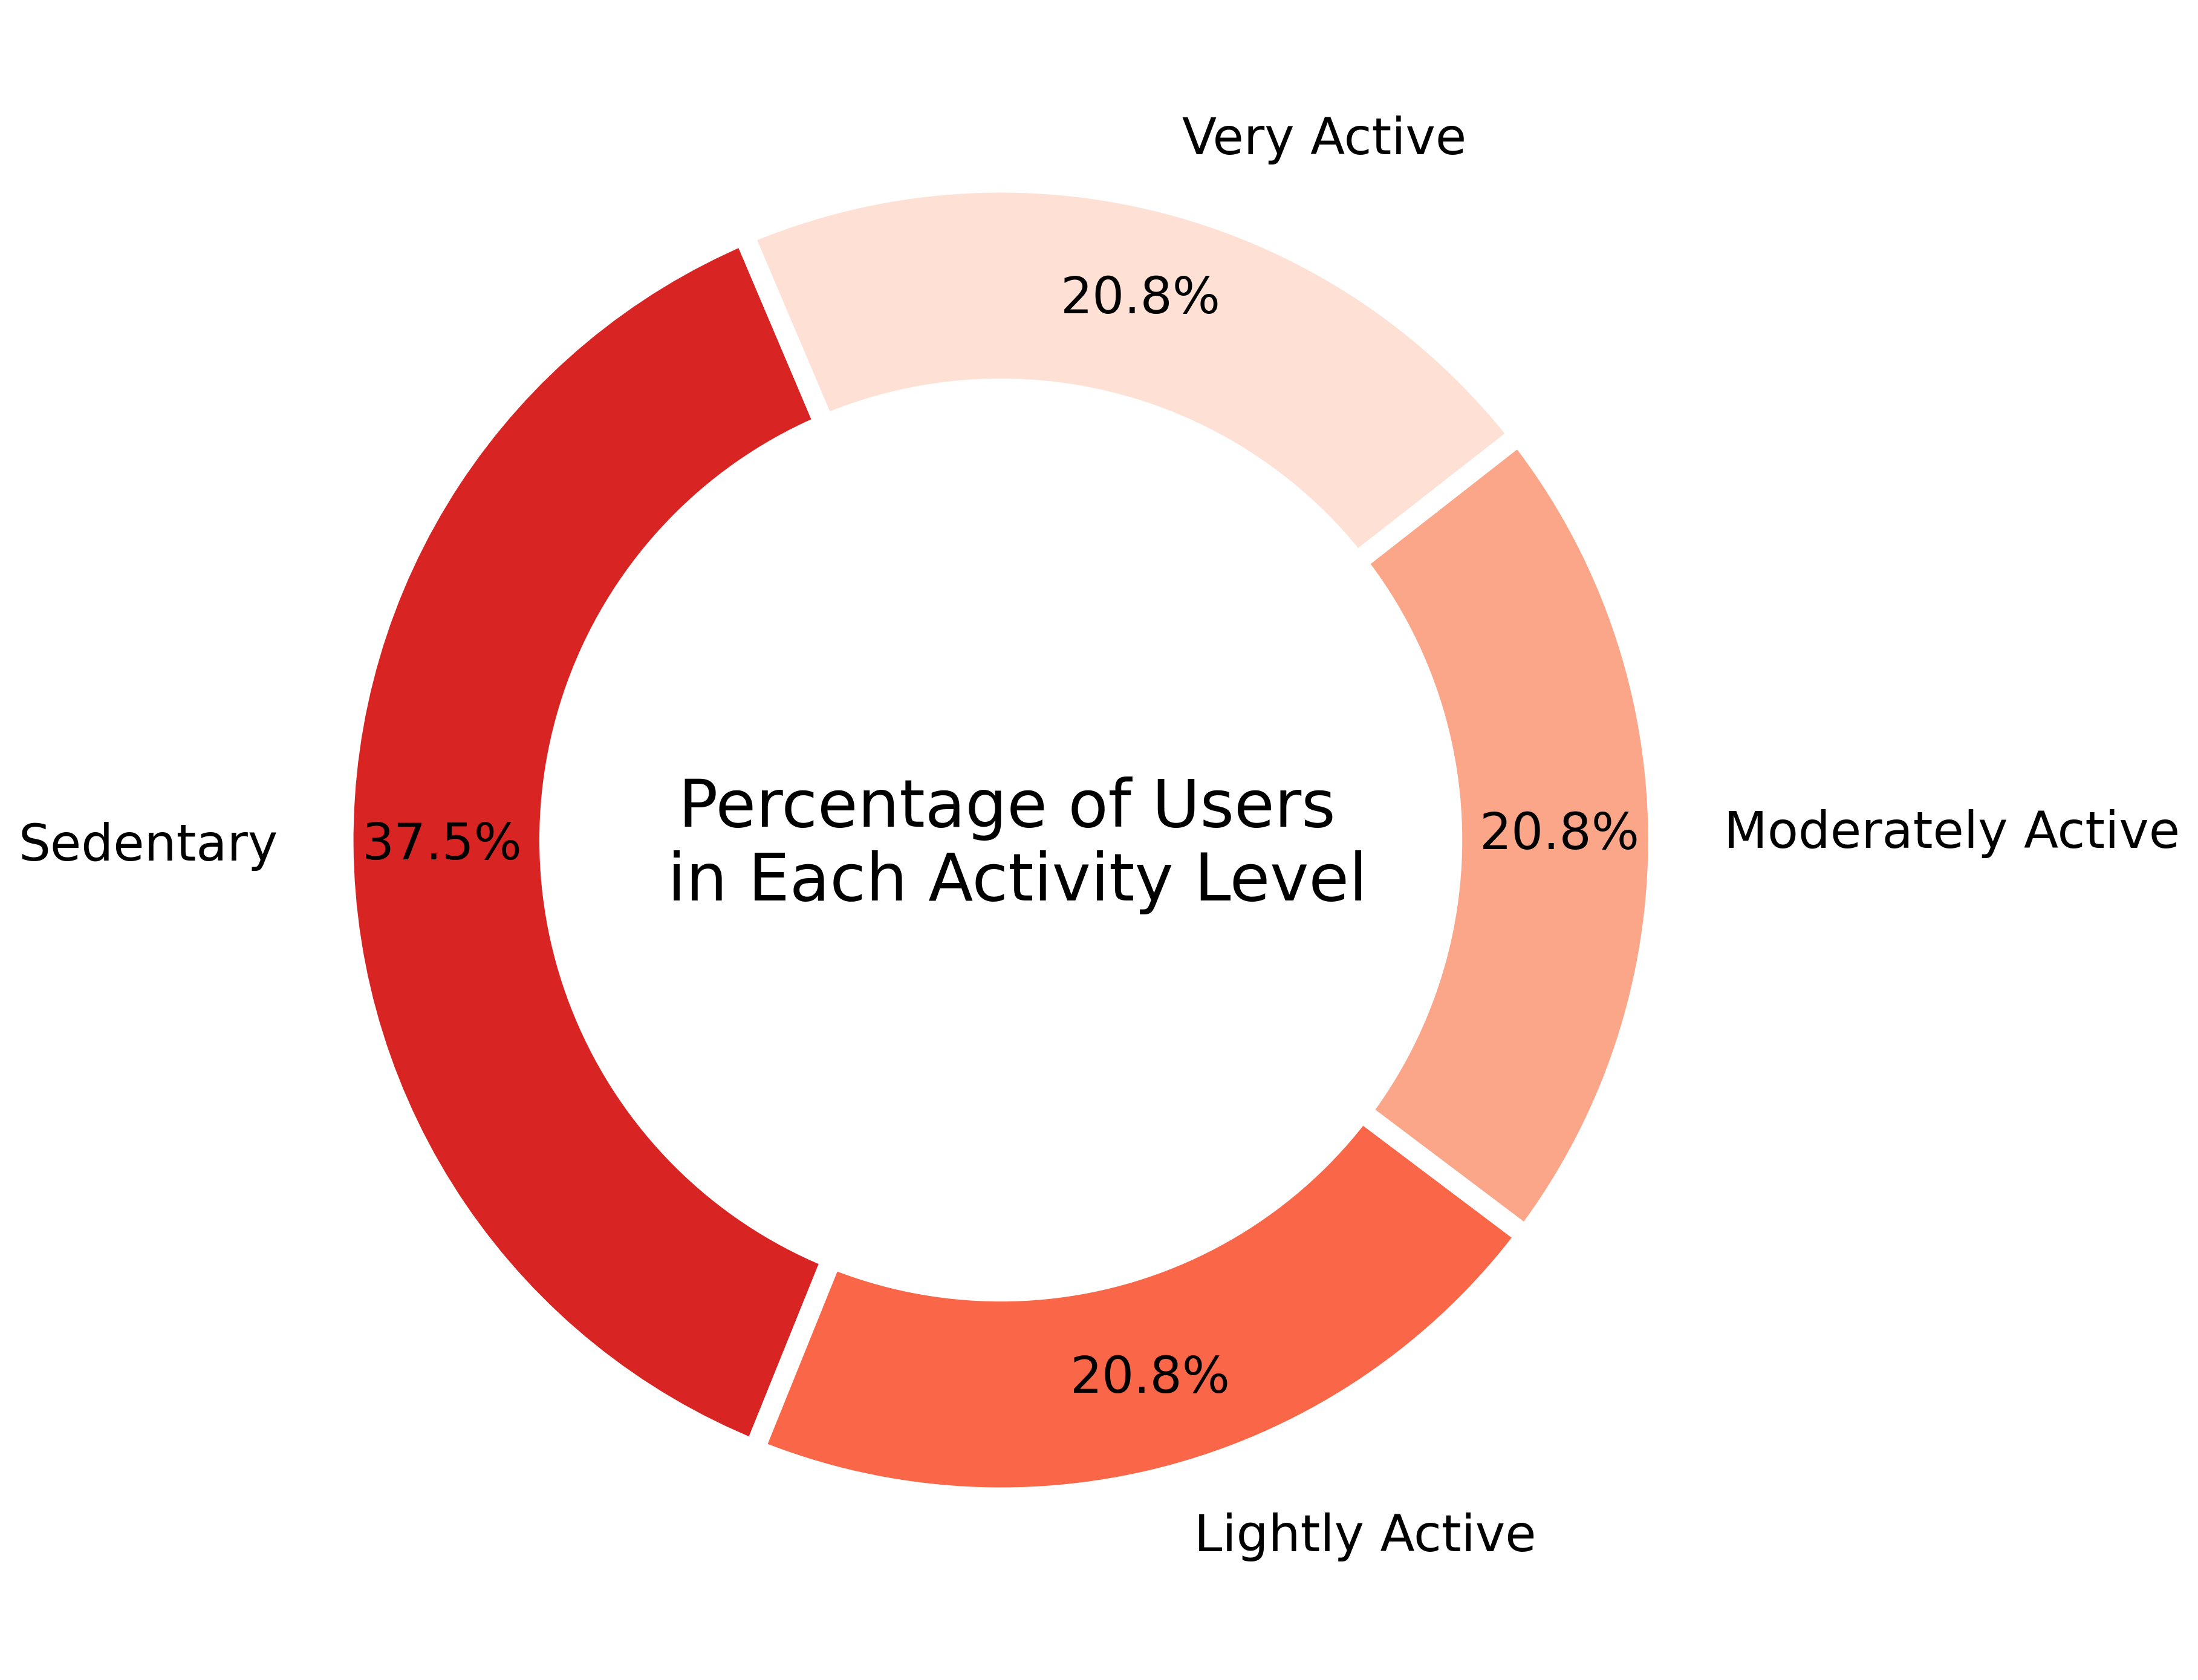 Very Active
20.8%
Sedentary
37.5%
Percentage of Users
in Each Activity Level
20.8%
Moderately Active
20.8%
Lightly Active